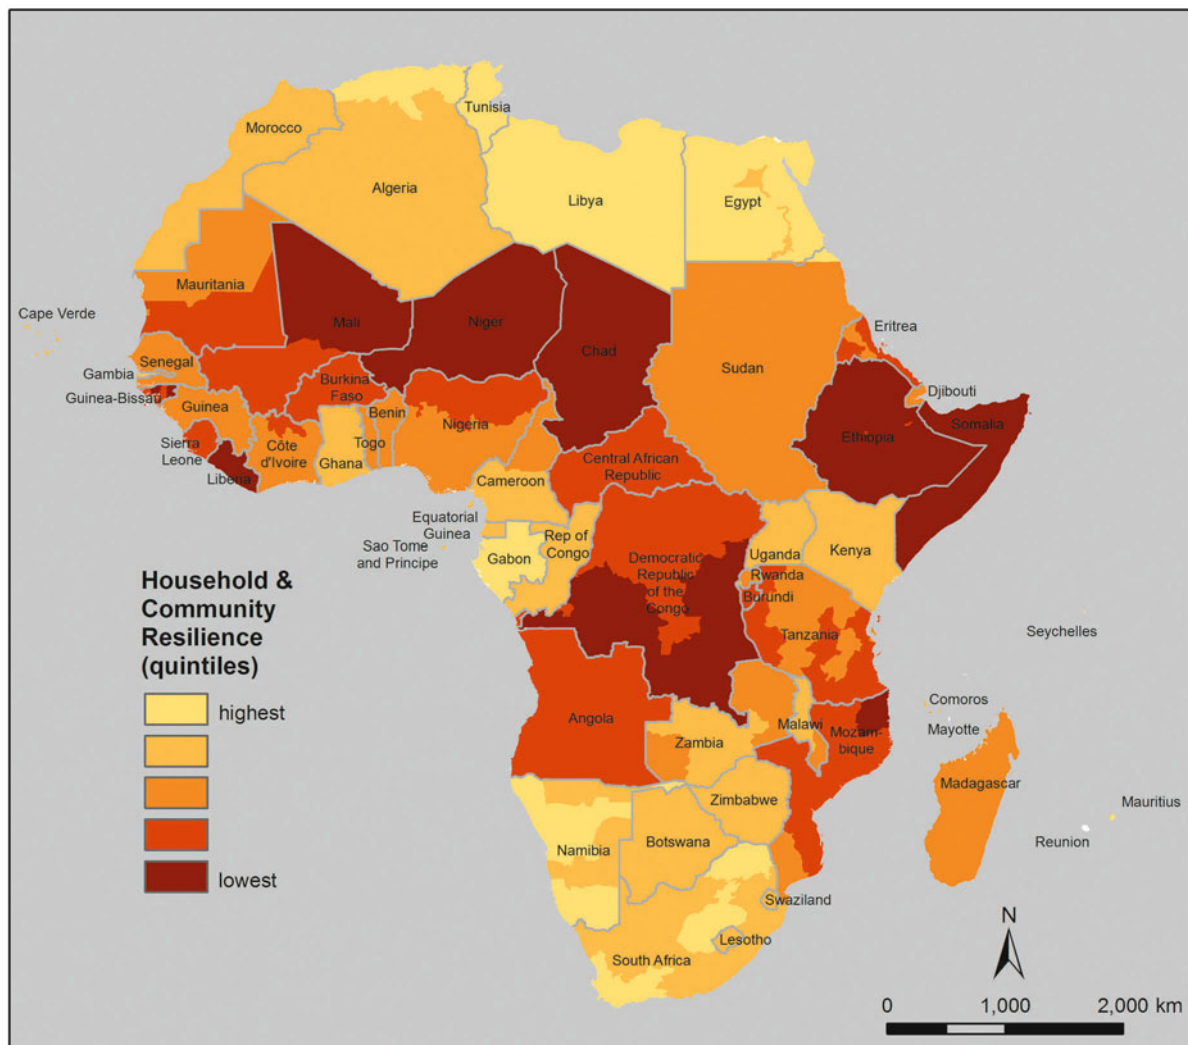 Tunisia
Morocco
Algeria
Libya
Egypt
Mauritania
Cape Verde
Mali
Niger
Chad
Eritrea
Senegal
Sudan
Gambia
Burkina
Faso
Djibouti
Guinea-Bissau
Guinea
Benin
Nigeria
Somalia
Ethiopia
Sierra
Leone
Côte
d'Ivoire
Togo
Ghana
Central African
Republic
Liberia
Cameroon
Equatorial
Guinea
Rep of
Congo
Uganda
Kenya
Sao Tome
and Principe
Gabon
Democratic
Republic
of the
Congo
Rwanda
Burundi
Tanzania
Seychelles
Household &
Community
Resilience
(quintiles)
highest
lowest
Angola
Comoros
Mayotte
Malawi
Mozam-
bique
Zambia
Madagascar
Zimbabwe
Mauritius
Reunion
Namibia
Botswana
Swaziland
Lesotho
South Africa
N
0 1,000 2,000 km